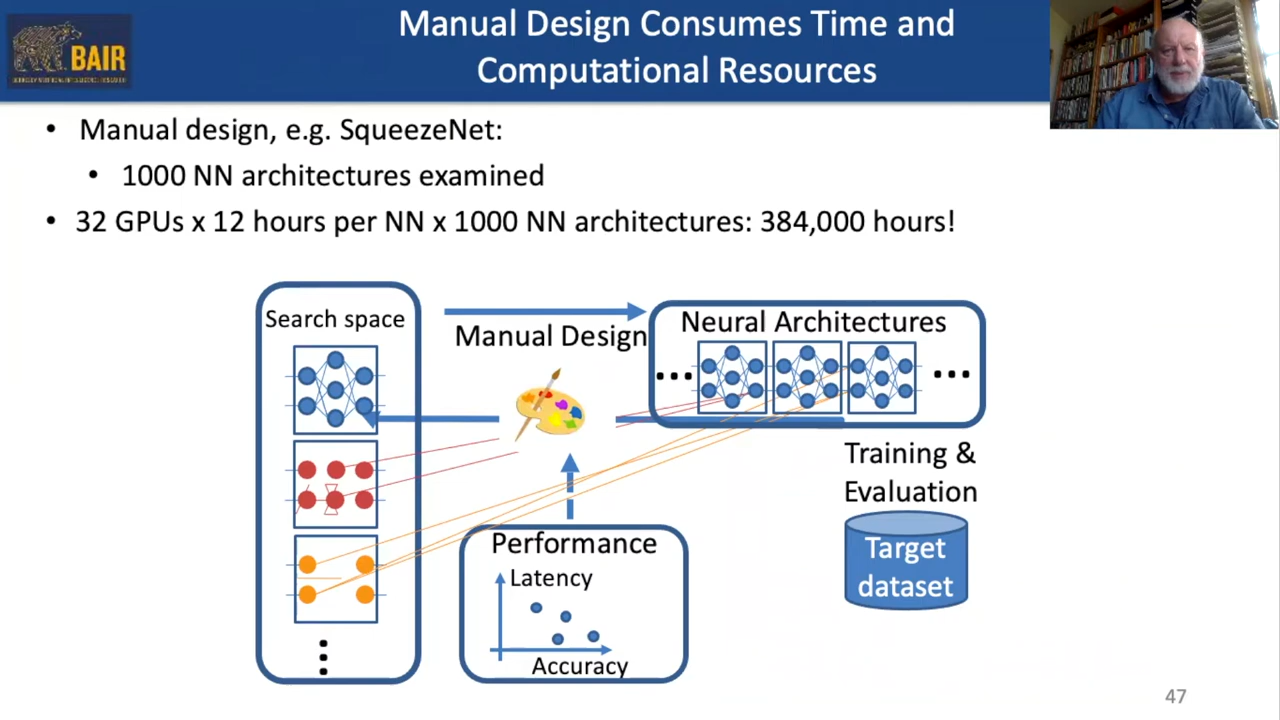 Manual Design Consumes Time and
Computational Resources
BAIR
• Manual design, e.g. SqueezeNet:
• 1000 NN architectures examined
• 32 GPUs x 12 hours per NN x 1000 NN architectures: 384,000 hours!
Search space
Manual Design
Neural Architectures
...
...
Training &
Evaluation
Target
dataset
Performance
Latency
Accuracy
47